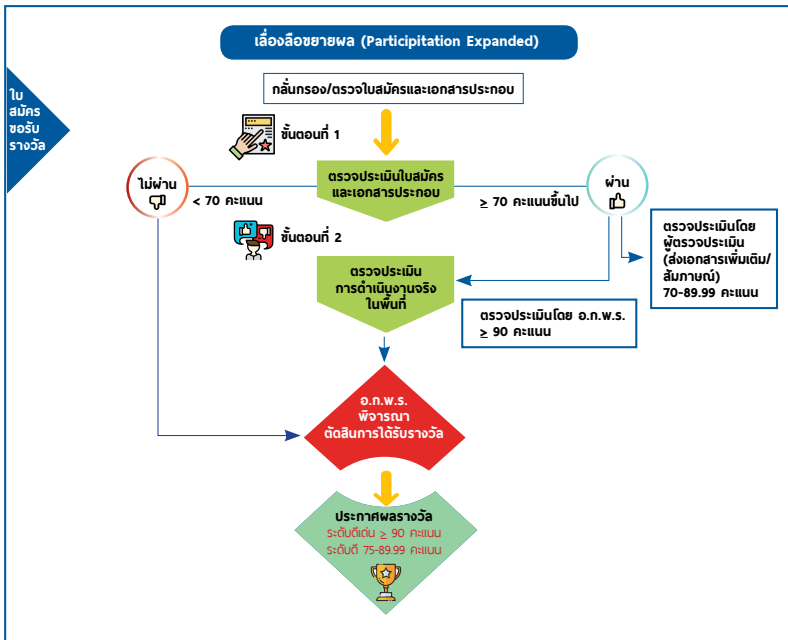 เลื่องลือขยายผล (Participitation Expanded)
ใบ
สมัคร
ขอรับ
รางวัล
กลั่นกรอง/ตรวจใบสมัครและเอกสารประกอบ
ขั้นตอนที่ 1
ไม่ผ่าน
< 70 คะแนน
ตรวจประเมินใบสมัคร
และเอกสารประกอบ
≥ 70 คะแนนขึ้นไป
ผ่าน
ขั้นตอนที่ 2
ตรวจประเมินโดย
ผู้ตรวจประเมิน
(ส่งเอกสารเพิ่มเติม/
สัมภาษณ์)
70-89.99 คะแนน
ตรวจประเมิน
การดำเนินงานจริง
ในพื้นที่
ตรวจประเมินโดย อ.ก.พ.ร.
≥ 90 คะแนน
อ.ก.พ.ร.
พิจารณา
ตัดสินการได้รับรางวัล
ประกาศผลรางวัล
ระดับดีเด่น ≥ 90 คะแนน
ระดับดี 75-89.99 คะแนน